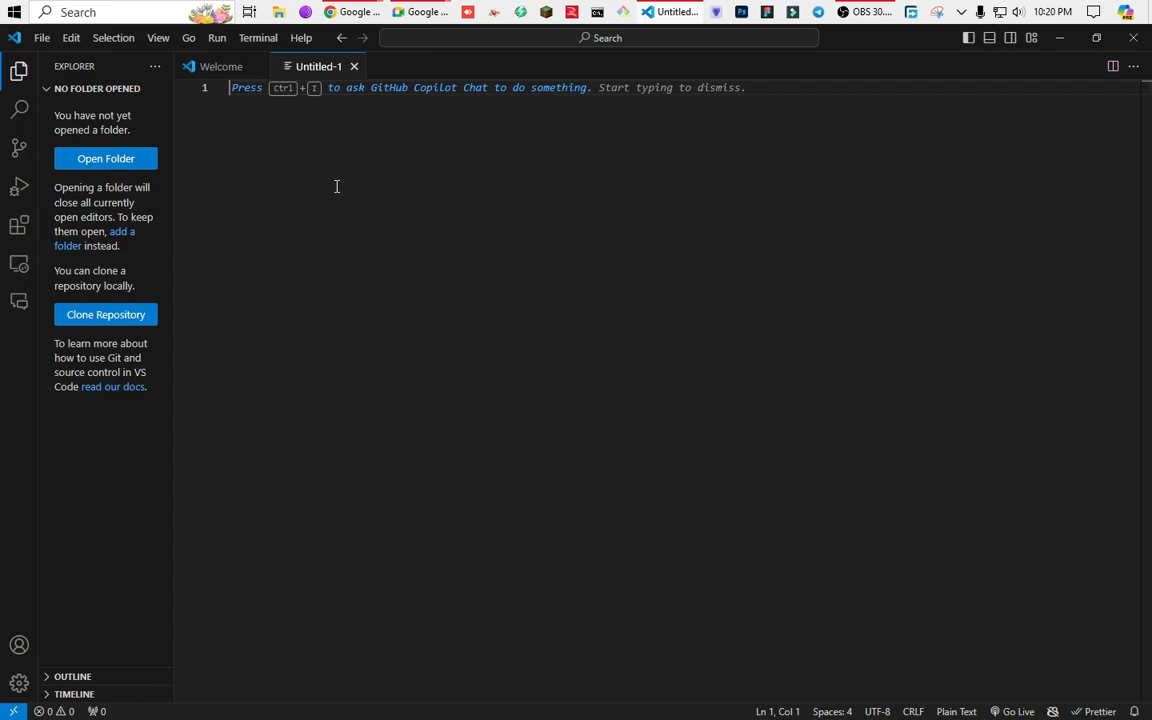 Search
Google ...
Google ...
Untitled...
OBS 30....
10:20 PM
File Edit Selection View Go Run Terminal Help
Search
EXPLORER
Welcome
Untitled-1
NO FOLDER OPENED
1 Press Ctrl + I to ask GitHub Copilot Chat to do something. Start typing to dismiss.
You have not yet
opened a folder.
Open Folder
Opening a folder will
close all currently
open editors. To keep
them open, add a
folder instead.
You can clone a
repository locally.
Clone Repository
To learn more about
how to use Git and
source control in VS
Code read our docs.
OUTLINE
TIMELINE
0 0 0
Ln 1, Col 1 Spaces: 4 UTF-8 CRLF Plain Text Go Live Prettier